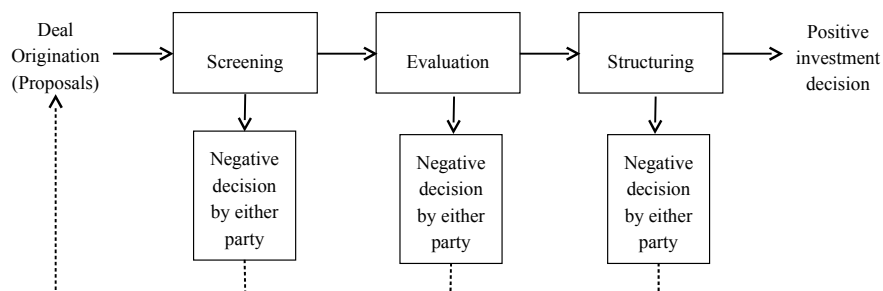 Deal
Origination
(Proposals)
Screening
Evaluation
Structuring
Positive
investment
decision
Negative
decision
by either
party
Negative
decision
by either
party
Negative
decision
by either
party